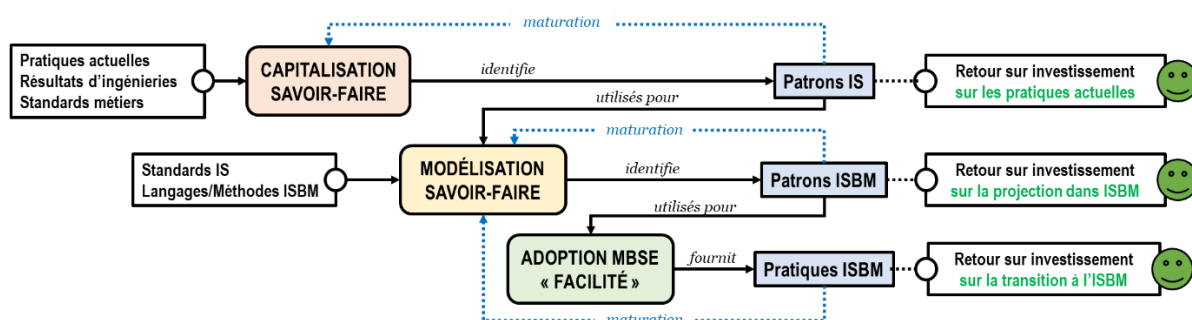 maturation
Pratiques actuelles
Résultats d'ingénieries
Standards métiers
CAPITALISATION
SAVOIR-FAIRE
identifie
Patrons IS
Retour sur investissement
sur les pratiques actuelles
utilisés pour
maturation
Standards IS
Langages/Méthodes ISBM
MODÉLISATION
SAVOIR-FAIRE
identifie
Patrons ISBM
Retour sur investissement
sur la projection dans ISBM
utilisés pour
ADOPTION MBSE
« FACILITÉ »
fournit
Pratiques ISBM
Retour sur investissement
sur la transition à l'ISBM
maturation